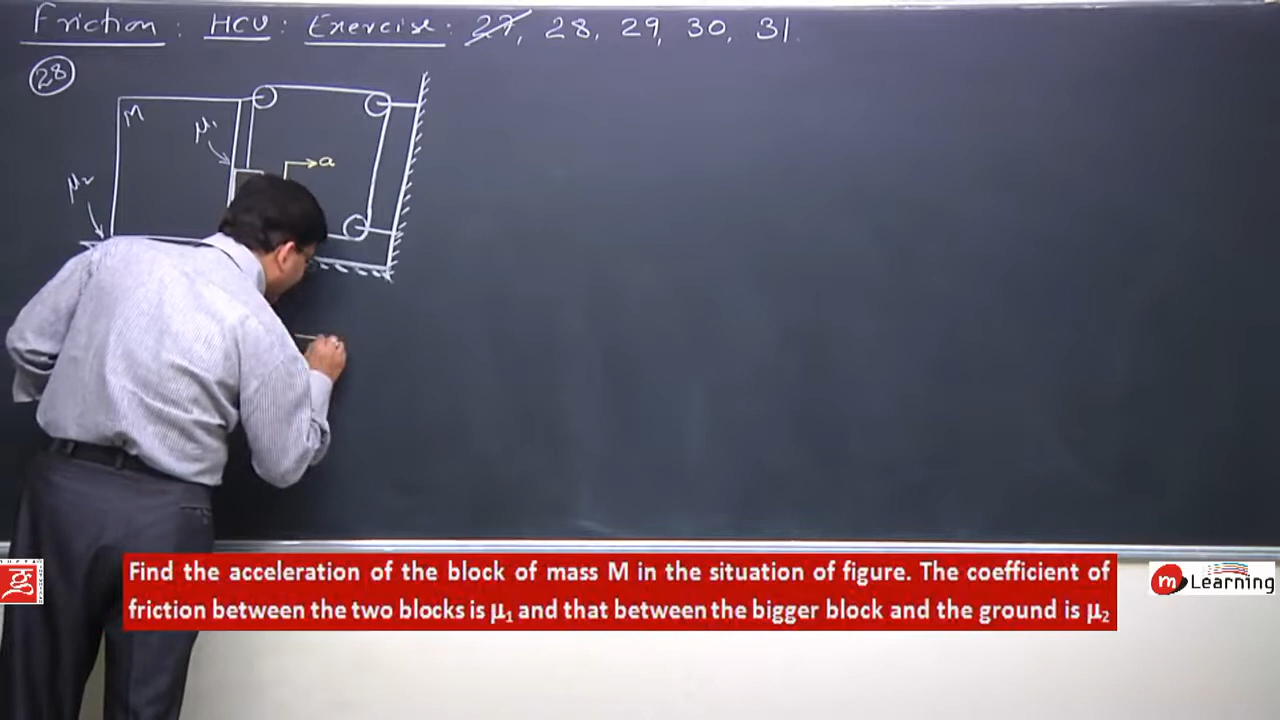 Friction : HCV : Exercise : 27, 28, 29, 30, 31.
28
M
μ1
a
μ2
Find the acceleration of the block of mass M in the situation of figure. The coefficient of
friction between the two blocks is μ1 and that between the bigger block and the ground is μ2
m Learning